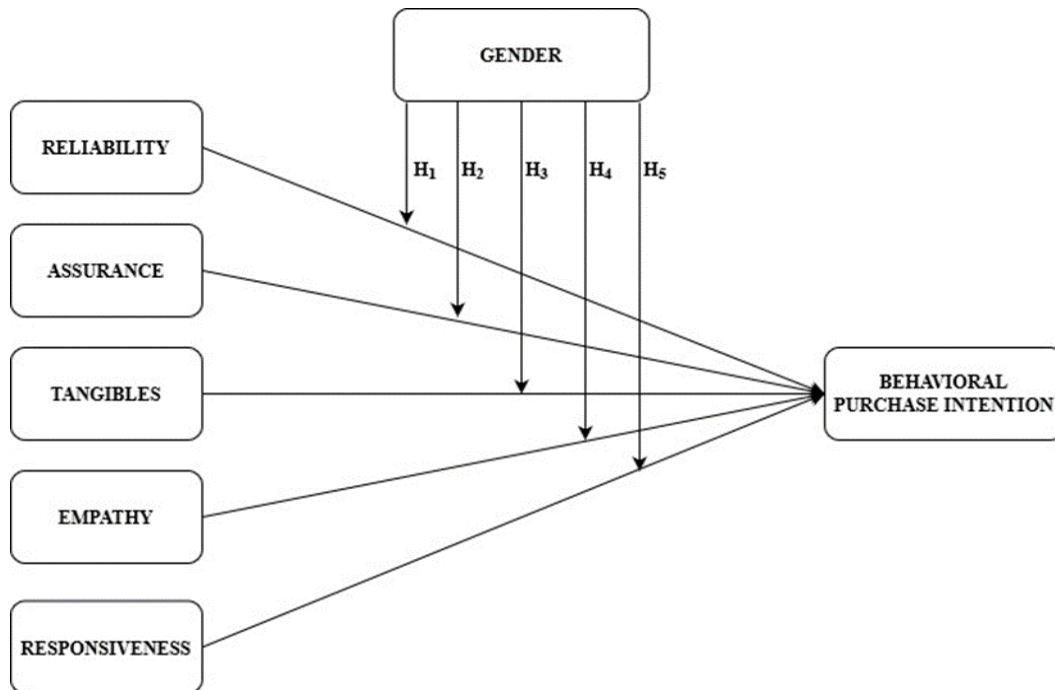 GENDER
RELIABILITY
H1
H2
H3
H4
H5
ASSURANCE
TANGIBLES
BEHAVIORAL
PURCHASE INTENTION
EMPATHY
RESPONSIVENESS